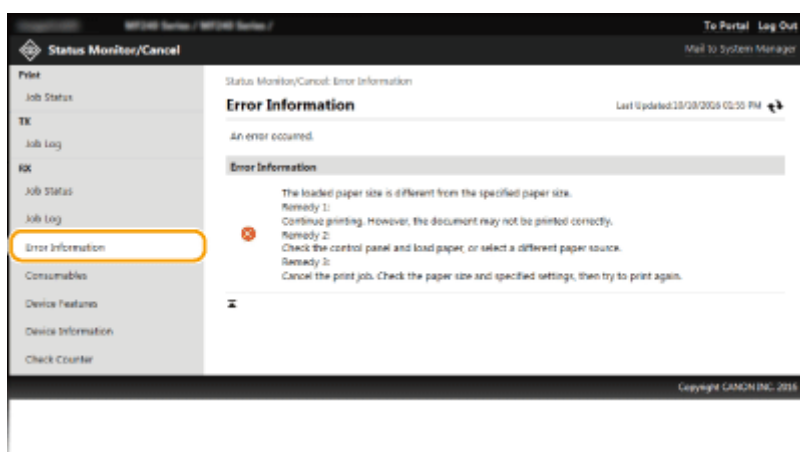 MF240 Series / MF240 Series /
To Portal Log Out
Status Monitor/Cancel
Mail to System Manager
Print
Job Status
TX
Job Log
RX
Job Status
Job Log
Error Information
Consumables
Device Features
Device Information
Check Counter
Status Monitor/Cancel: Error Information
Error Information
Last Updated:10/10/2016 01:55 PM
An error occurred.
Error Information
The loaded paper size is different from the specified paper size.
Remedy 1:
Continue printing. However, the document may not be printed correctly.
Remedy 2:
Check the control panel and load paper, or select a different paper source.
Remedy 3:
Cancel the print job. Check the paper size and specified settings, then try to print again.
Copyright CANON INC. 2016